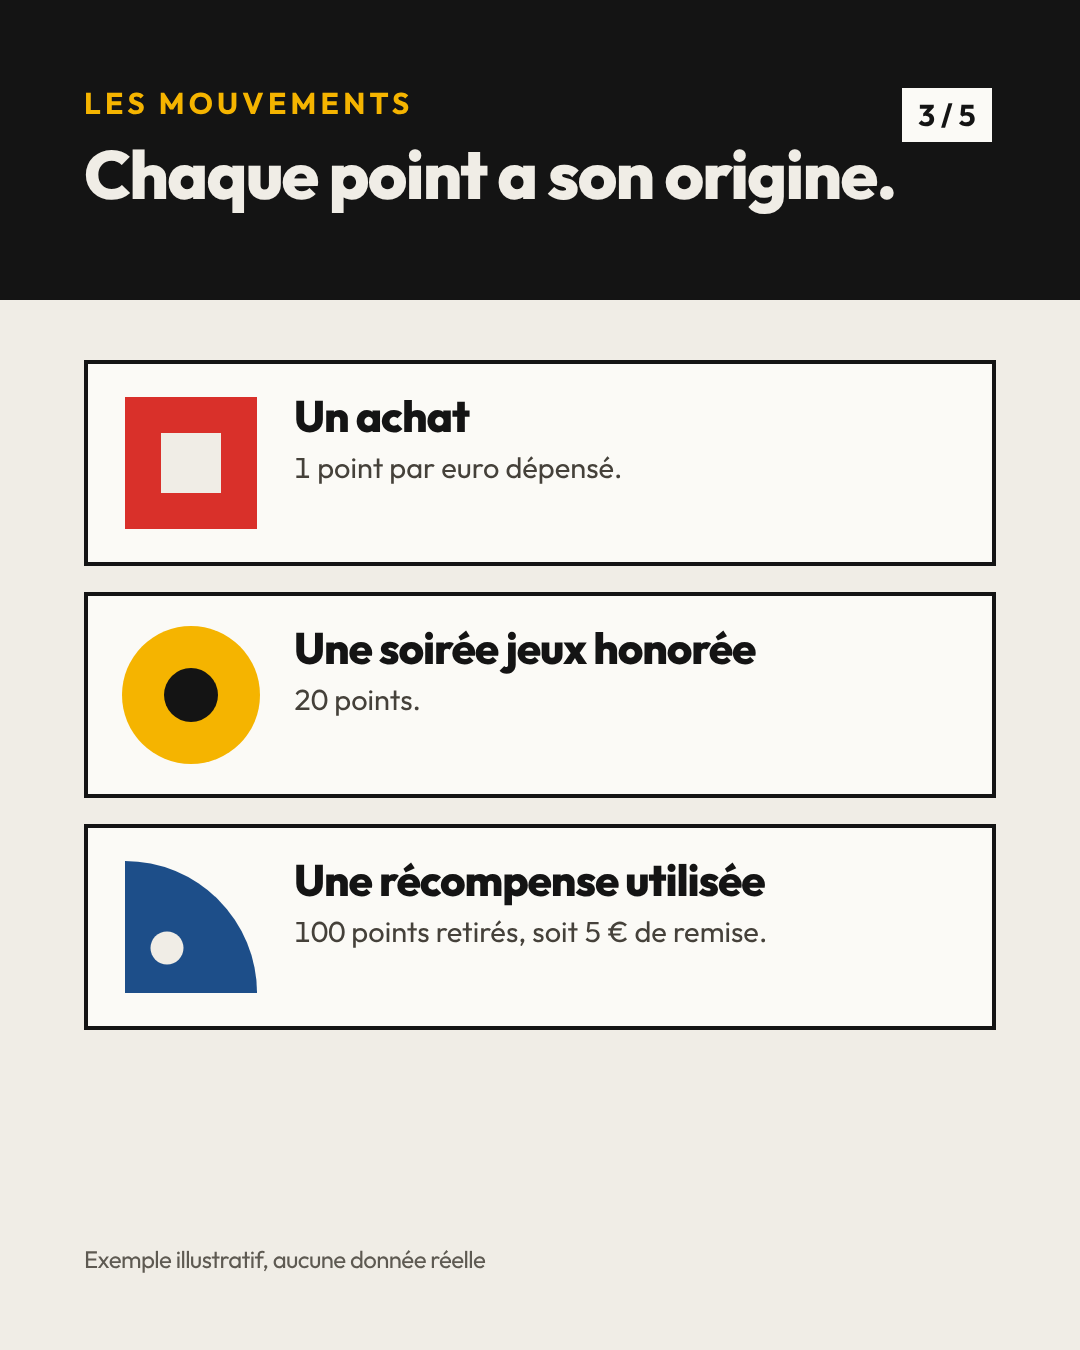 LES MOUVEMENTS
3 / 5
Chaque point a son origine.
Un achat
1 point par euro dépensé.
Une soirée jeux honorée
20 points.
Une récompense utilisée
100 points retirés, soit 5 € de remise.
Exemple illustratif, aucune donnée réelle